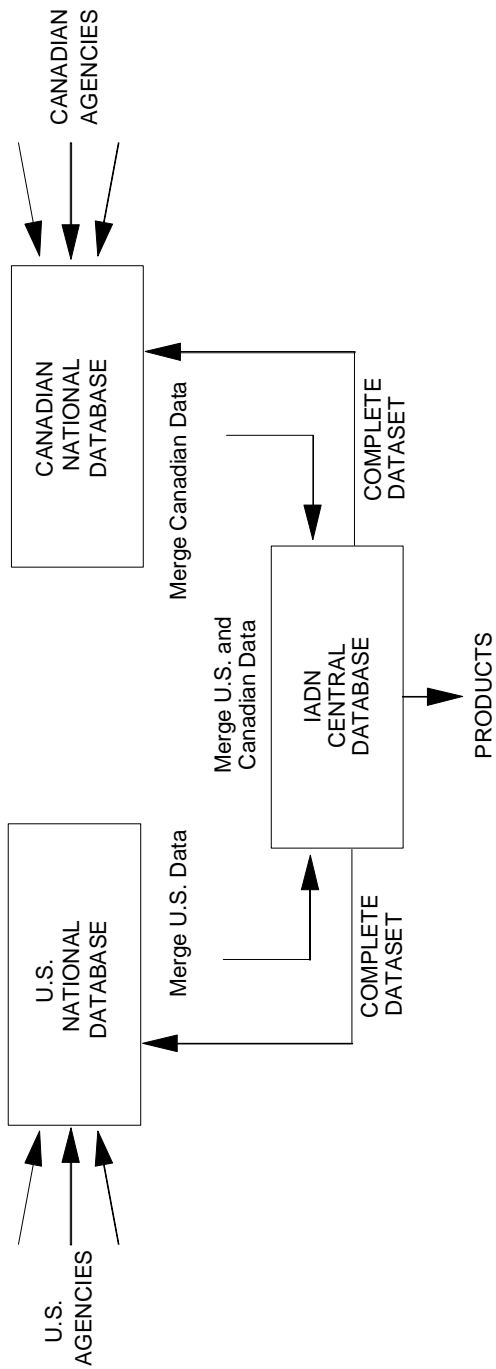 U.S.
AGENCIES
U.S.
NATIONAL
DATABASE
CANADIAN
NATIONAL
DATABASE
CANADIAN
AGENCIES
Merge U.S. Data
Merge U.S. and
Canadian Data
Merge Canadian Data
IADN
CENTRAL
DATABASE
COMPLETE
DATASET
COMPLETE
DATASET
PRODUCTS